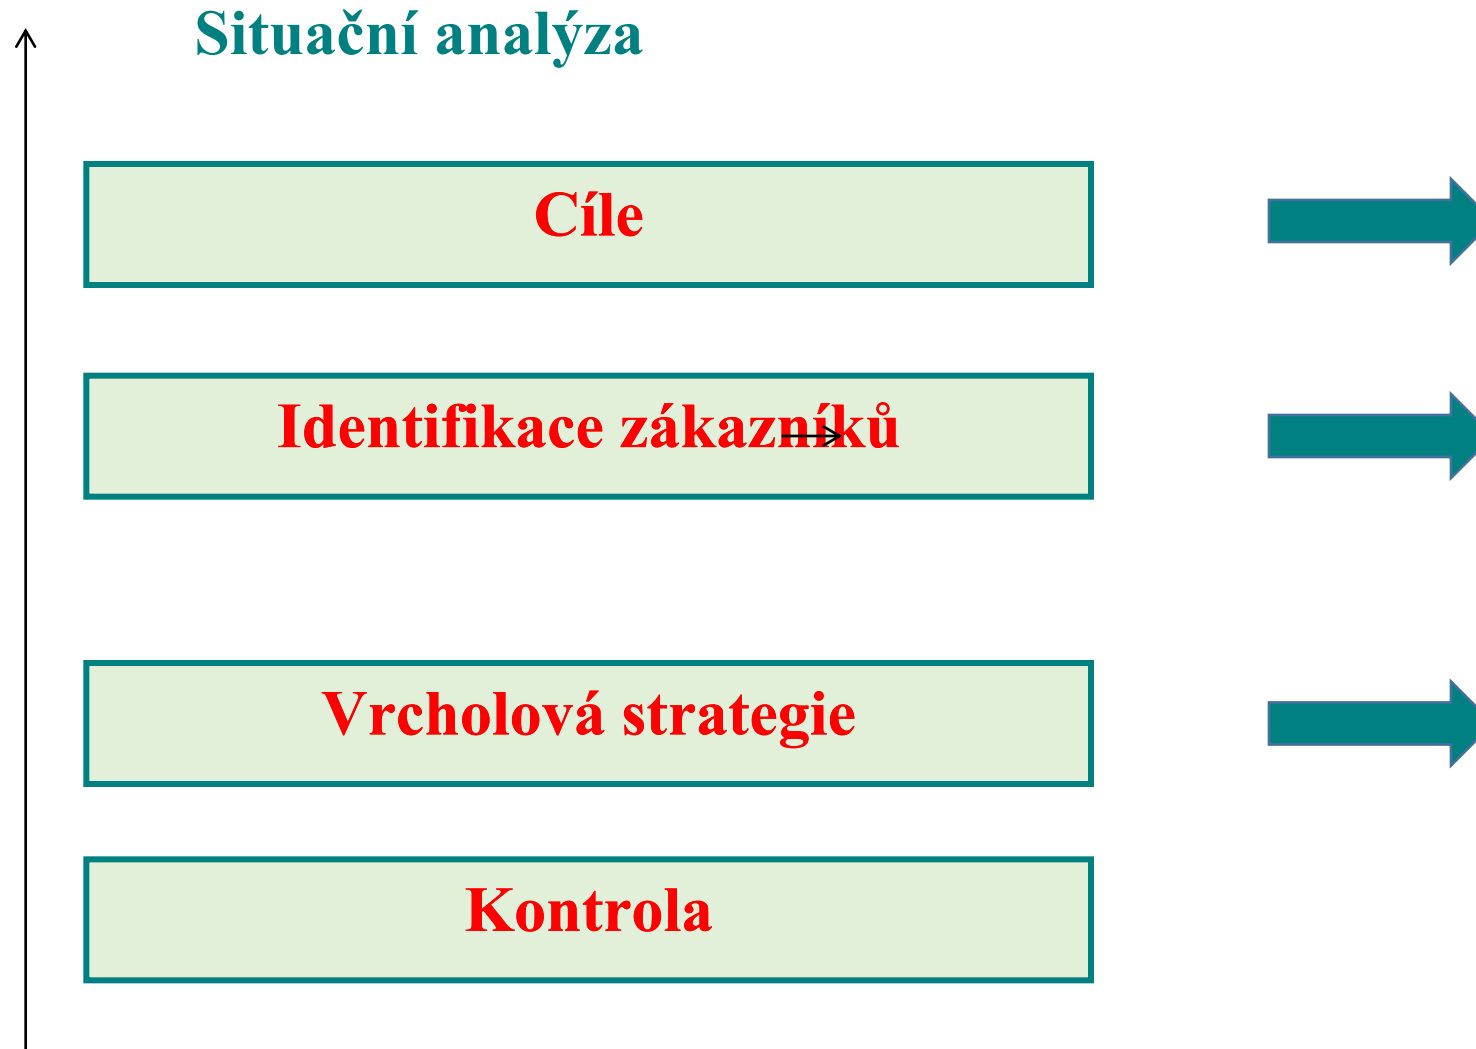 Situační analýza
Cíle
Identifikace zákazníků
Vrcholová strategie
Kontrola